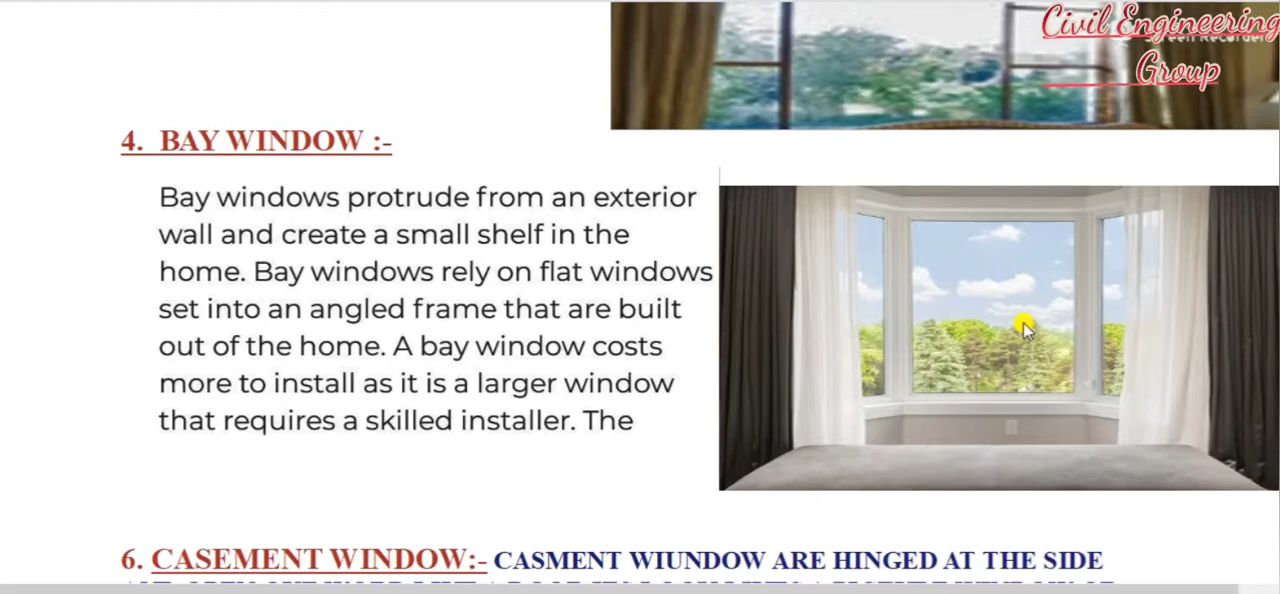 Civil Engineering
Group
4. BAY WINDOW :-
Bay windows protrude from an exterior
wall and create a small shelf in the
home. Bay windows rely on flat windows
set into an angled frame that are built
out of the home. A bay window costs
more to install as it is a larger window
that requires a skilled installer. The
6. CASEMENT WINDOW:- CASMENT WIUNDOW ARE HINGED AT THE SIDE